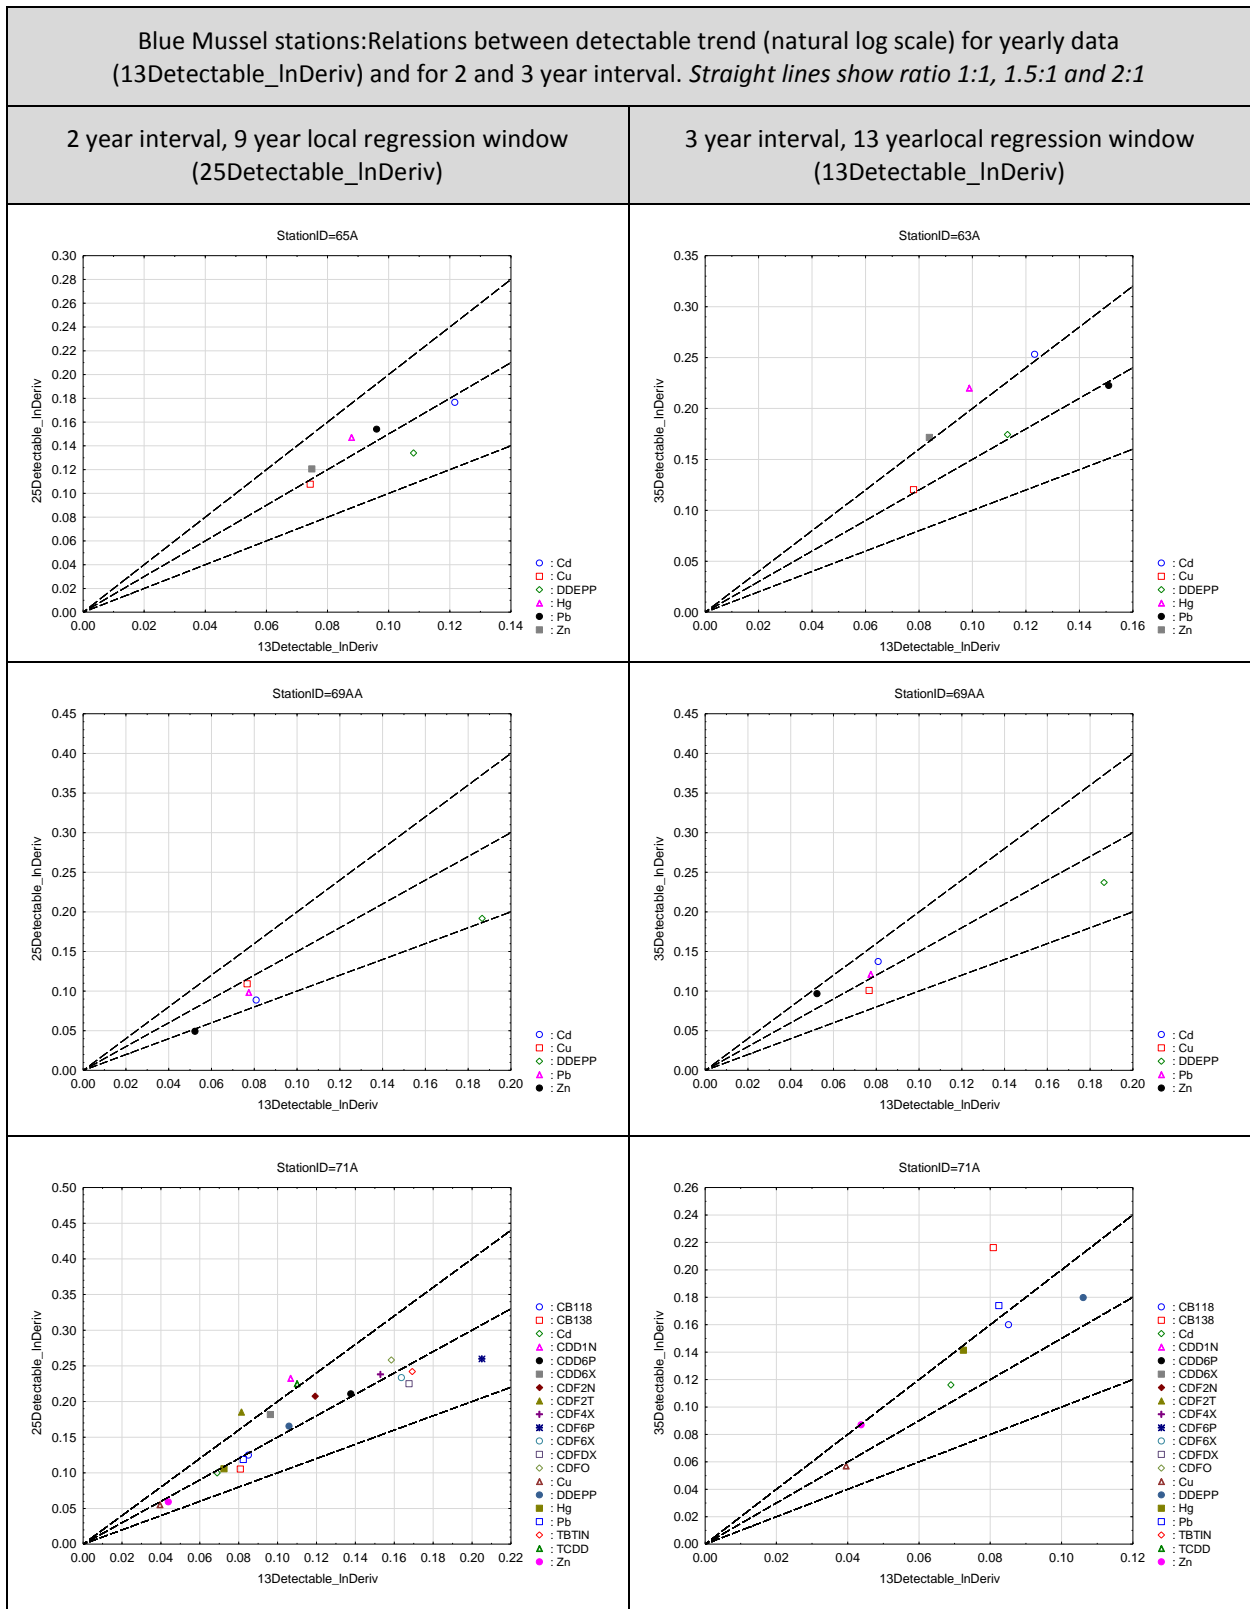 Blue Mussel stations:Relations between detectable trend (natural log scale) for yearly data
(13Detectable_lnDeriv) and for 2 and 3 year interval. Straight lines show ratio 1:1, 1.5:1 and 2:1
2 year interval, 9 year local regression window
(25Detectable_lnDeriv)
3 year interval, 13 yearlocal regression window
(13Detectable_lnDeriv)
StationID=65A
0.30
0.28
0.26
0.24
0.22
0.20
0.18
0.16
0.14
0.12
0.10
0.08
0.06
0.04
0.02
0.00
25Detectable_lnDeriv
0.00 0.02 0.04 0.06 0.08 0.10 0.12 0.14
13Detectable_lnDeriv
: Cd
: Cu
: DDEPP
: Hg
: Pb
: Zn
StationID=63A
0.35
0.30
0.25
0.20
0.15
0.10
0.05
0.00
35Detectable_lnDeriv
0.00 0.02 0.04 0.06 0.08 0.10 0.12 0.14 0.16
13Detectable_lnDeriv
: Cd
: Cu
: DDEPP
: Hg
: Pb
: Zn
StationID=69AA
0.45
0.40
0.35
0.30
0.25
0.20
0.15
0.10
0.05
0.00
25Detectable_lnDeriv
0.00 0.02 0.04 0.06 0.08 0.10 0.12 0.14 0.16 0.18 0.20
13Detectable_lnDeriv
: Cd
: Cu
: DDEPP
: Pb
: Zn
StationID=69AA
0.45
0.40
0.35
0.30
0.25
0.20
0.15
0.10
0.05
0.00
35Detectable_lnDeriv
0.00 0.02 0.04 0.06 0.08 0.10 0.12 0.14 0.16 0.18 0.20
13Detectable_lnDeriv
: Cd
: Cu
: DDEPP
: Pb
: Zn
StationID=71A
0.50
0.45
0.40
0.35
0.30
0.25
0.20
0.15
0.10
0.05
0.00
25Detectable_lnDeriv
0.00 0.02 0.04 0.06 0.08 0.10 0.12 0.14 0.16 0.18 0.20 0.22
13Detectable_lnDeriv
: CB118
: CB138
: Cd
: CDD1N
: CDD6P
: CDD6X
: CDF2N
: CDF2T
: CDF4X
: CDF6P
: CDF6X
: CDFDX
: CDFO
: Cu
: DDEPP
: Hg
: Pb
: TBTIN
: TCDD
: Zn
StationID=71A
0.26
0.24
0.22
0.20
0.18
0.16
0.14
0.12
0.10
0.08
0.06
0.04
0.02
0.00
35Detectable_lnDeriv
0.00 0.02 0.04 0.06 0.08 0.10 0.12
13Detectable_lnDeriv
: CB118
: CB138
: Cd
: CDD1N
: CDD6P
: CDD6X
: CDF2N
: CDF2T
: CDF4X
: CDF6P
: CDF6X
: CDFDX
: CDFO
: Cu
: DDEPP
: Hg
: Pb
: TBTIN
: TCDD
: Zn